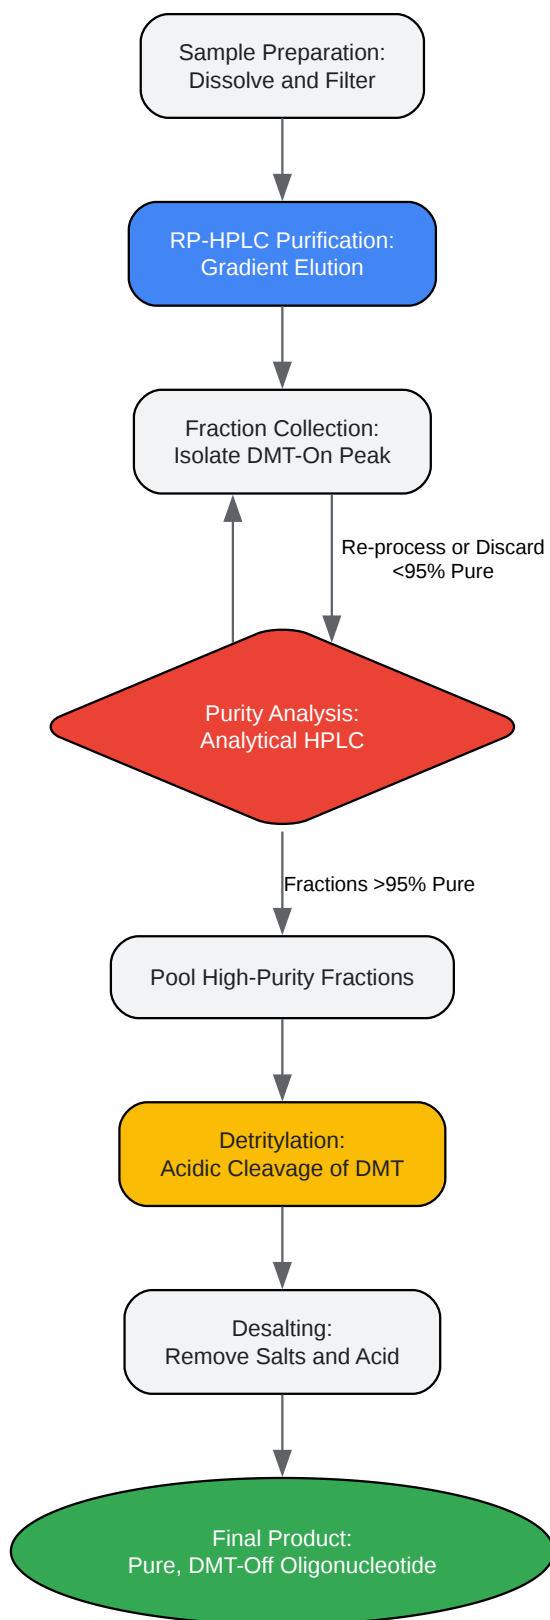 Sample Preparation:
Dissolve and Filter
RP-HPLC Purification:
Gradient Elution
Fraction Collection:
Isolate DMT-On Peak
Re-process or Discard
<95% Pure
Purity Analysis:
Analytical HPLC
Fractions >95% Pure
Pool High-Purity Fractions
Detritylation:
Acidic Cleavage of DMT
Desalting:
Remove Salts and Acid
Final Product:
Pure, DMT-Off Oligonucleotide